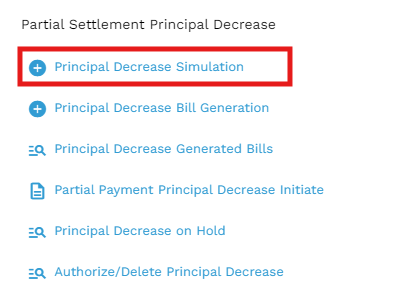 Partial Settlement Principal Decrease
Principal Decrease Simulation
Principal Decrease Bill Generation
Principal Decrease Generated Bills
Partial Payment Principal Decrease Initiate
Principal Decrease on Hold
Authorize/Delete Principal Decrease